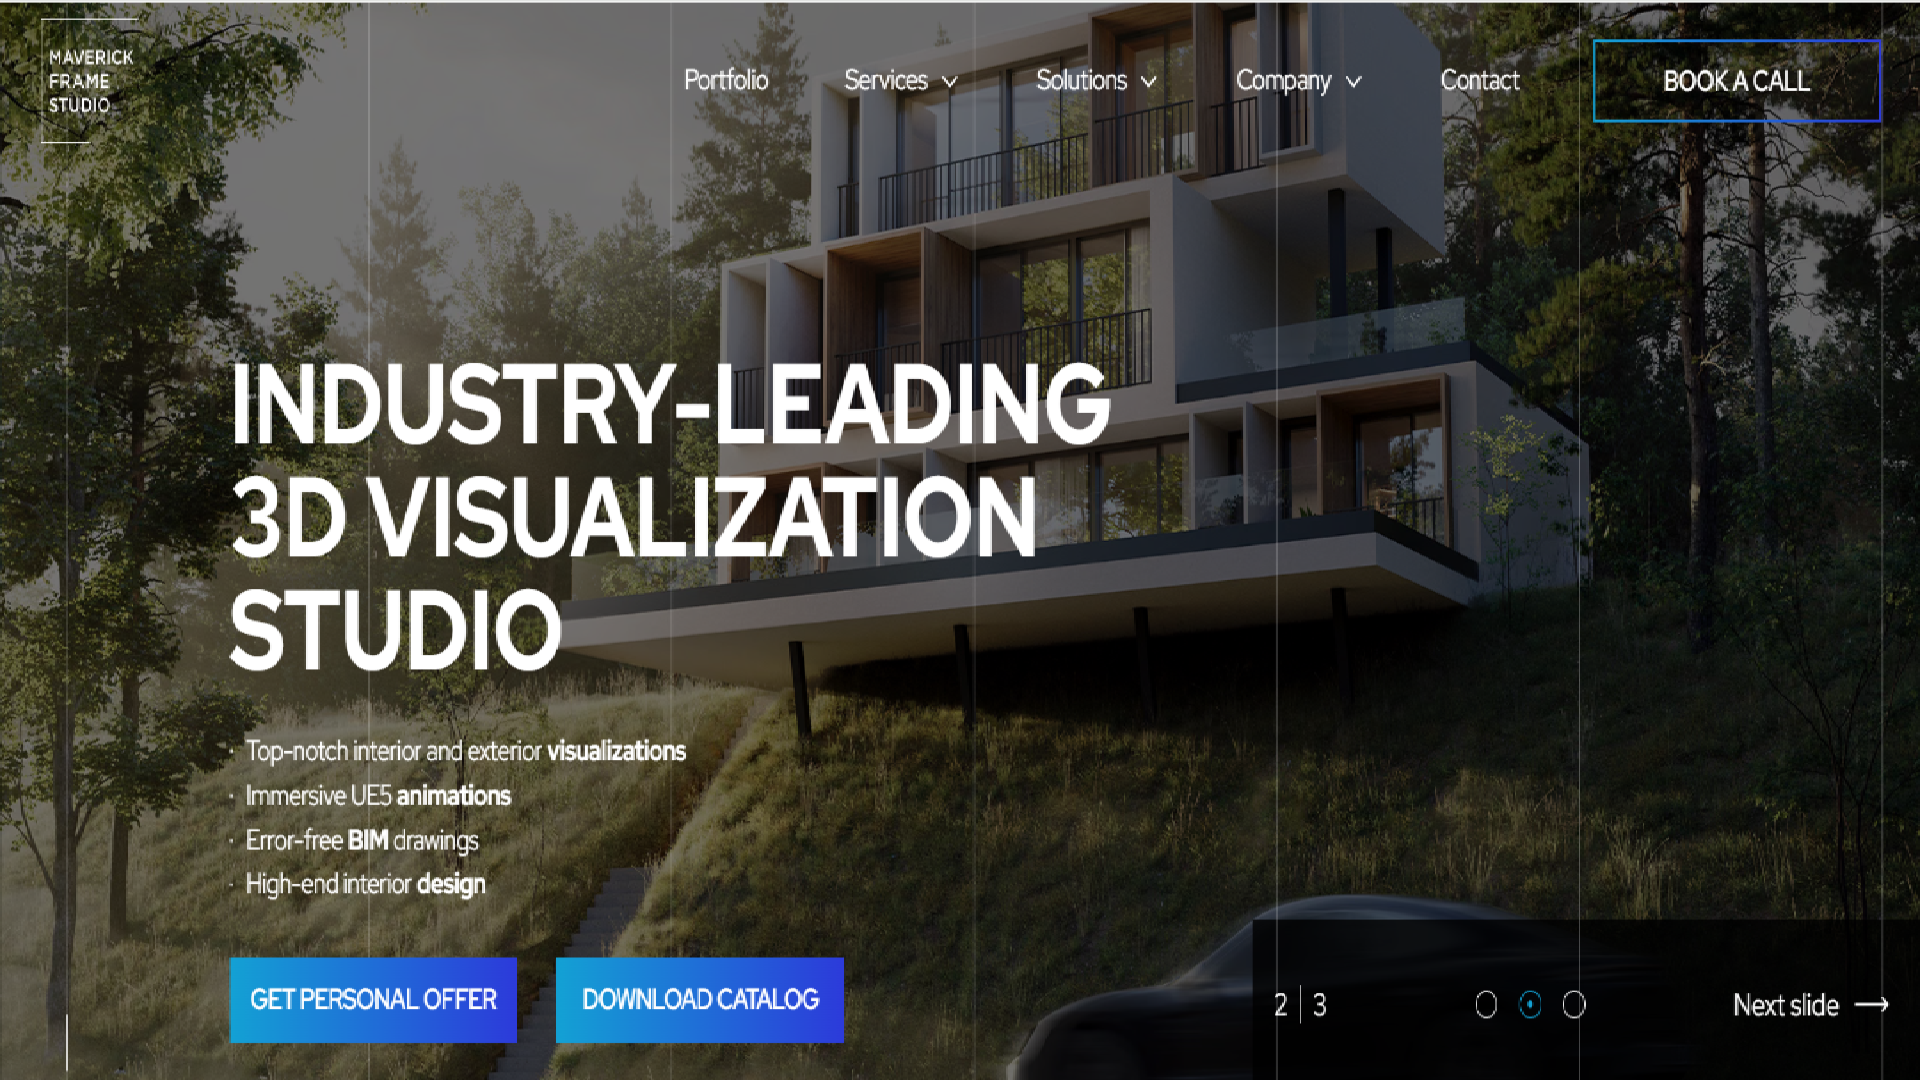 MAVERICK
FRAME
STUDIO
Portfolio
Services
Solutions
Company
Contact
BOOK A CALL
INDUSTRY-LEADING
3D VISUALIZATION
STUDIO
· Top-notch interior and exterior visualizations
· Immersive UE5 animations
· Error-free BIM drawings
· High-end interior design
GET PERSONAL OFFER
DOWNLOAD CATALOG
2 | 3
Next slide